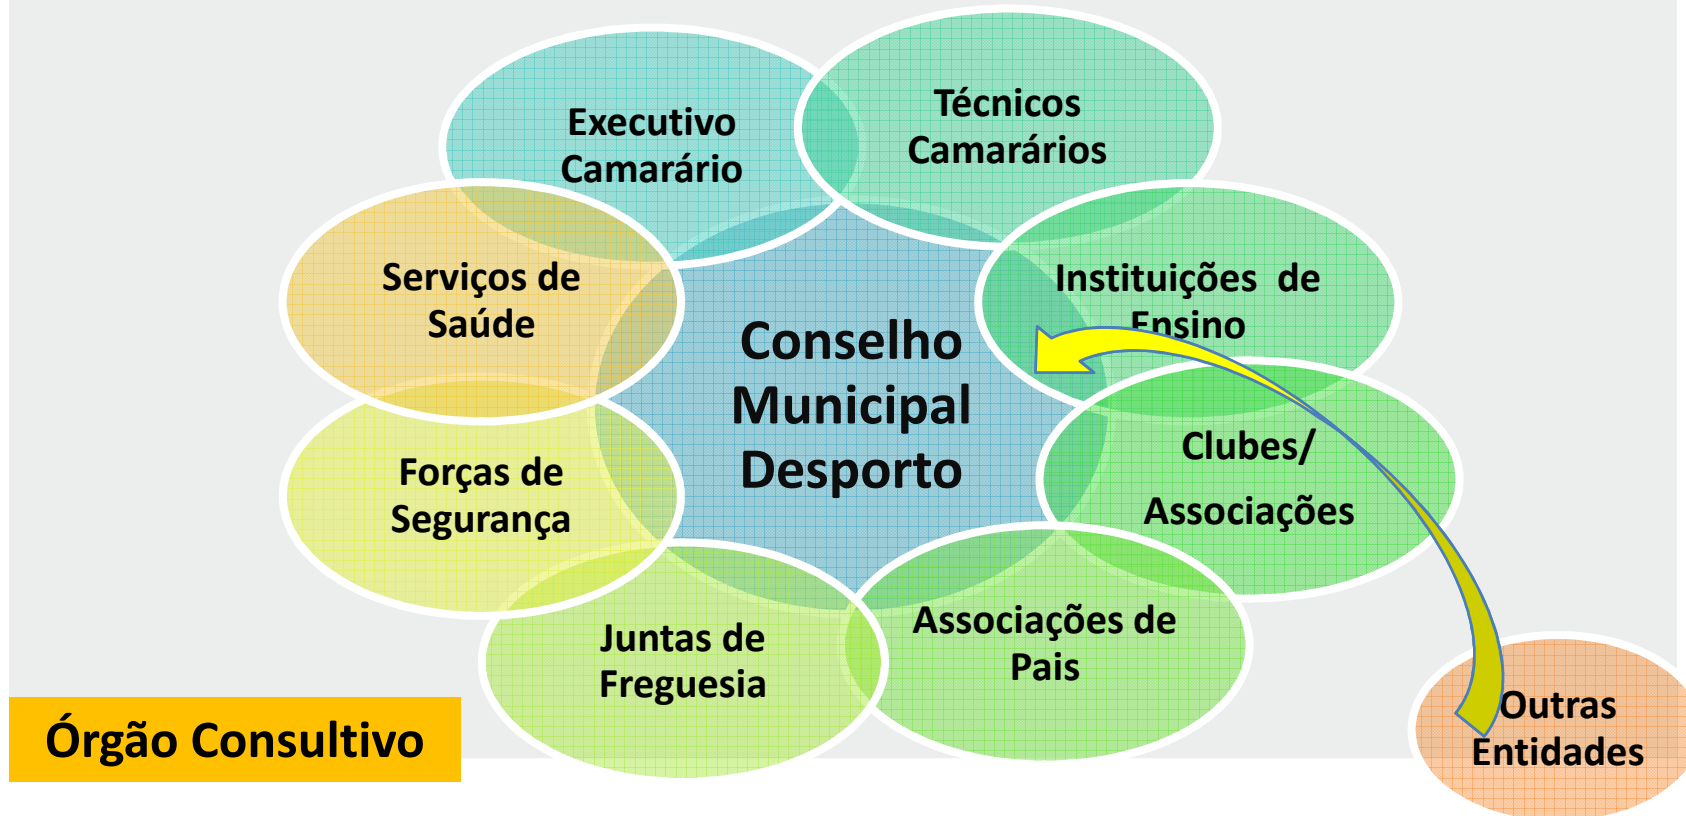 Executivo
Camarário
Técnicos
Camarários
Serviços de
Saúde
Instituições de
Ensino
Conselho
Municipal
Desporto
Clubes/
Associações
Forças de
Segurança
Juntas de
Freguesia
Associações de
Pais
Outras
Entidades
Órgão Consultivo